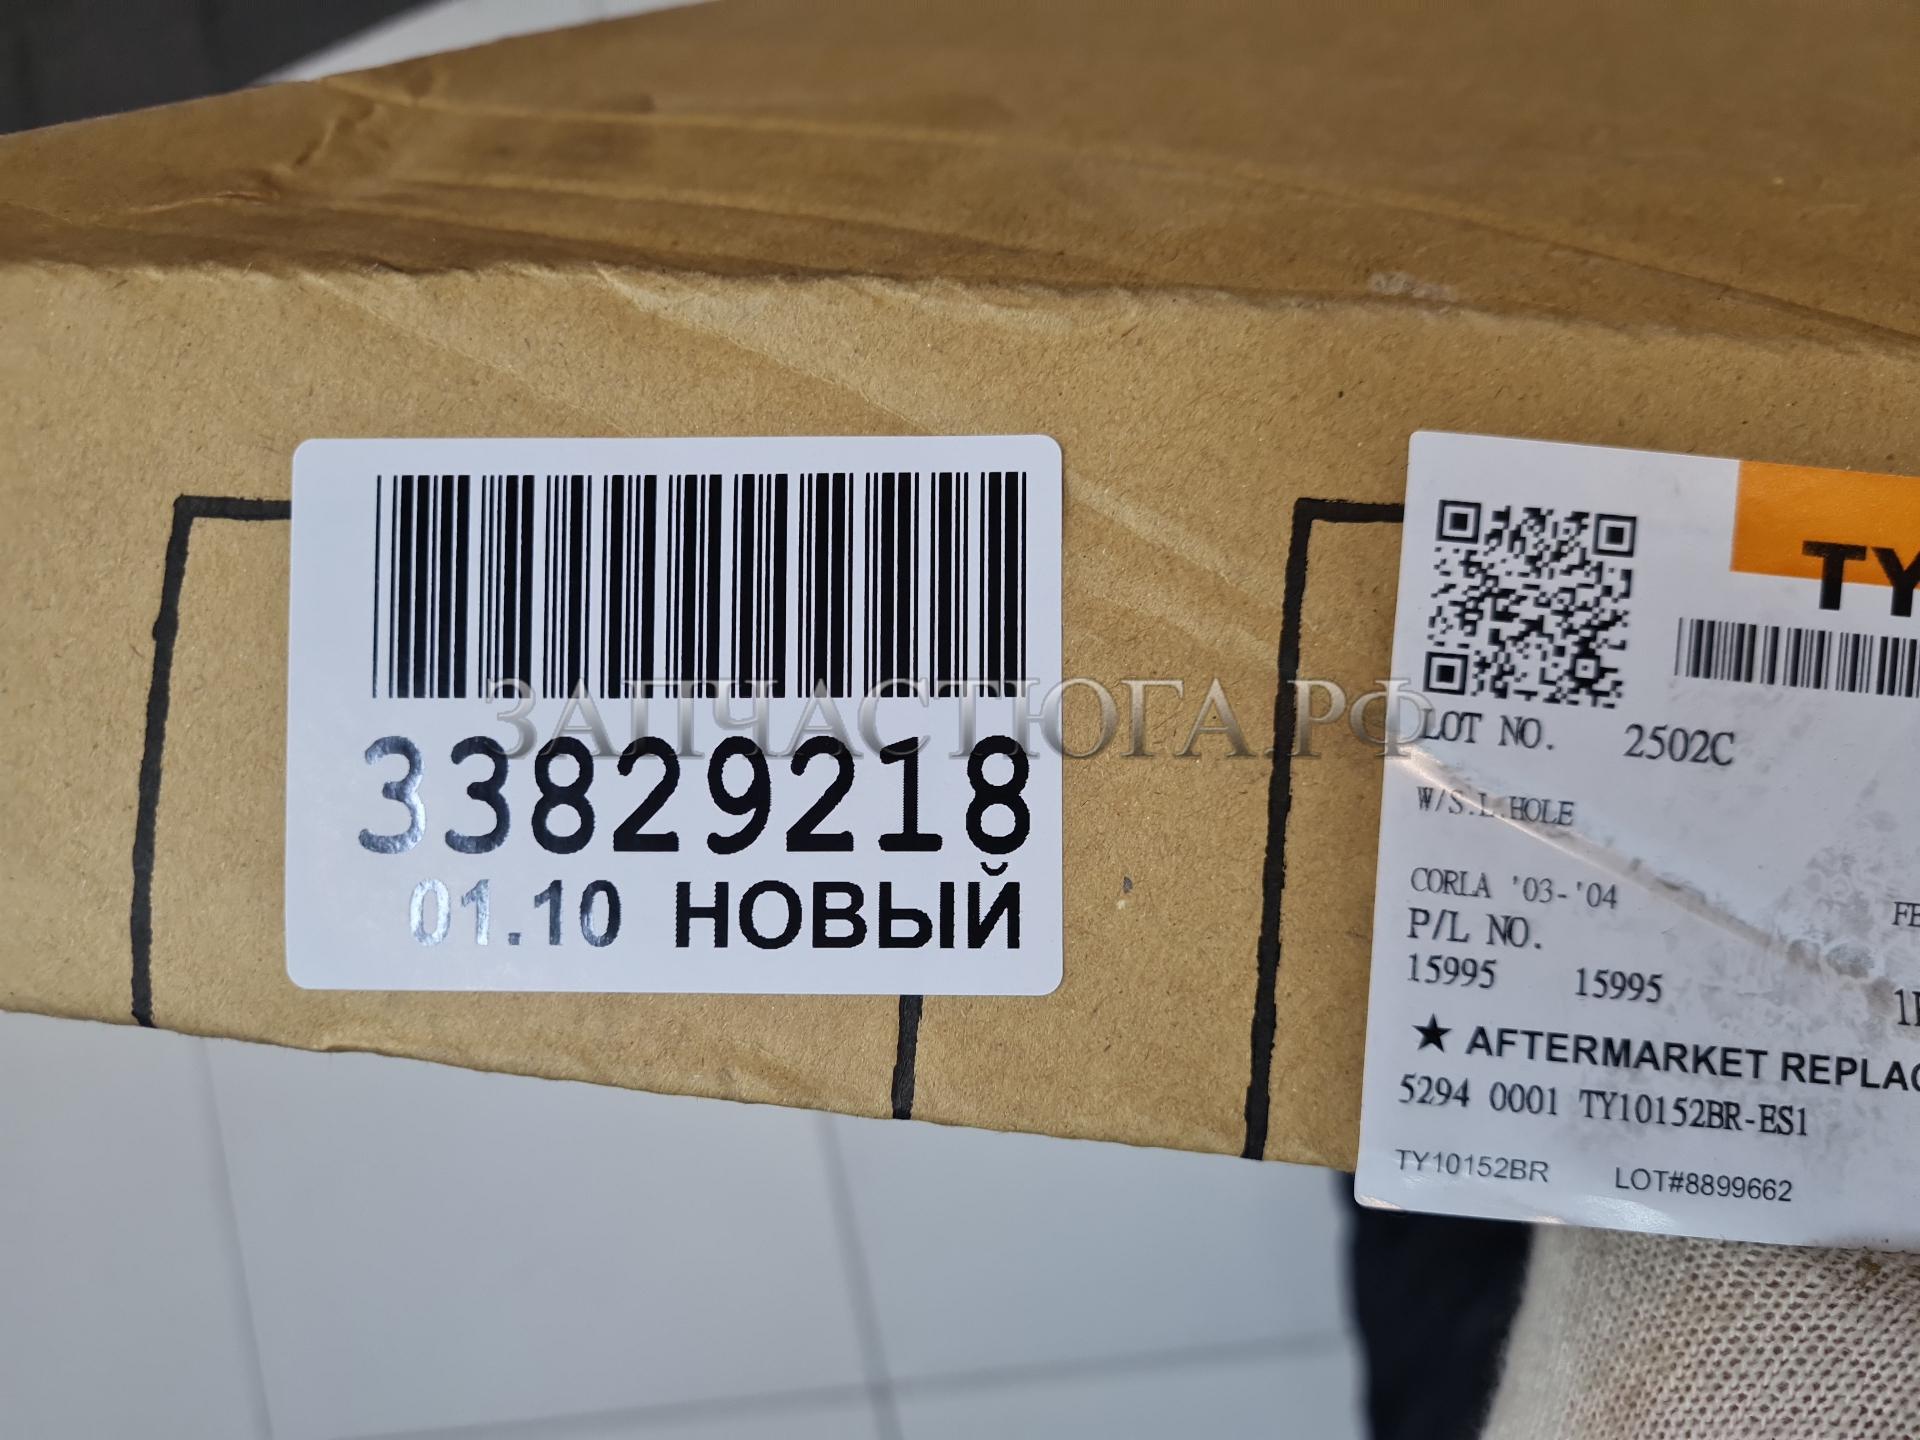 33829218
01.10 НОВЫЙ
ЗАПЧАСТЮГА.РФ
TY
LOT NO. 2502C
W/S.L.HOLE
CORLA '03-'04
P/L NO.
15995 15995
★ AFTERMARKET REPLAC
5294 0001 TY10152BR-ES1
TY10152BR LOT#8899662